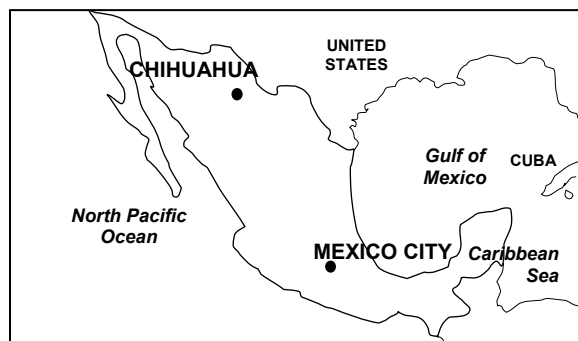 UNITED
STATES
CHIHUAHUA
Gulf of
Mexico
CUBA
North Pacific
Ocean
MEXICO CITY
Caribbean
Sea